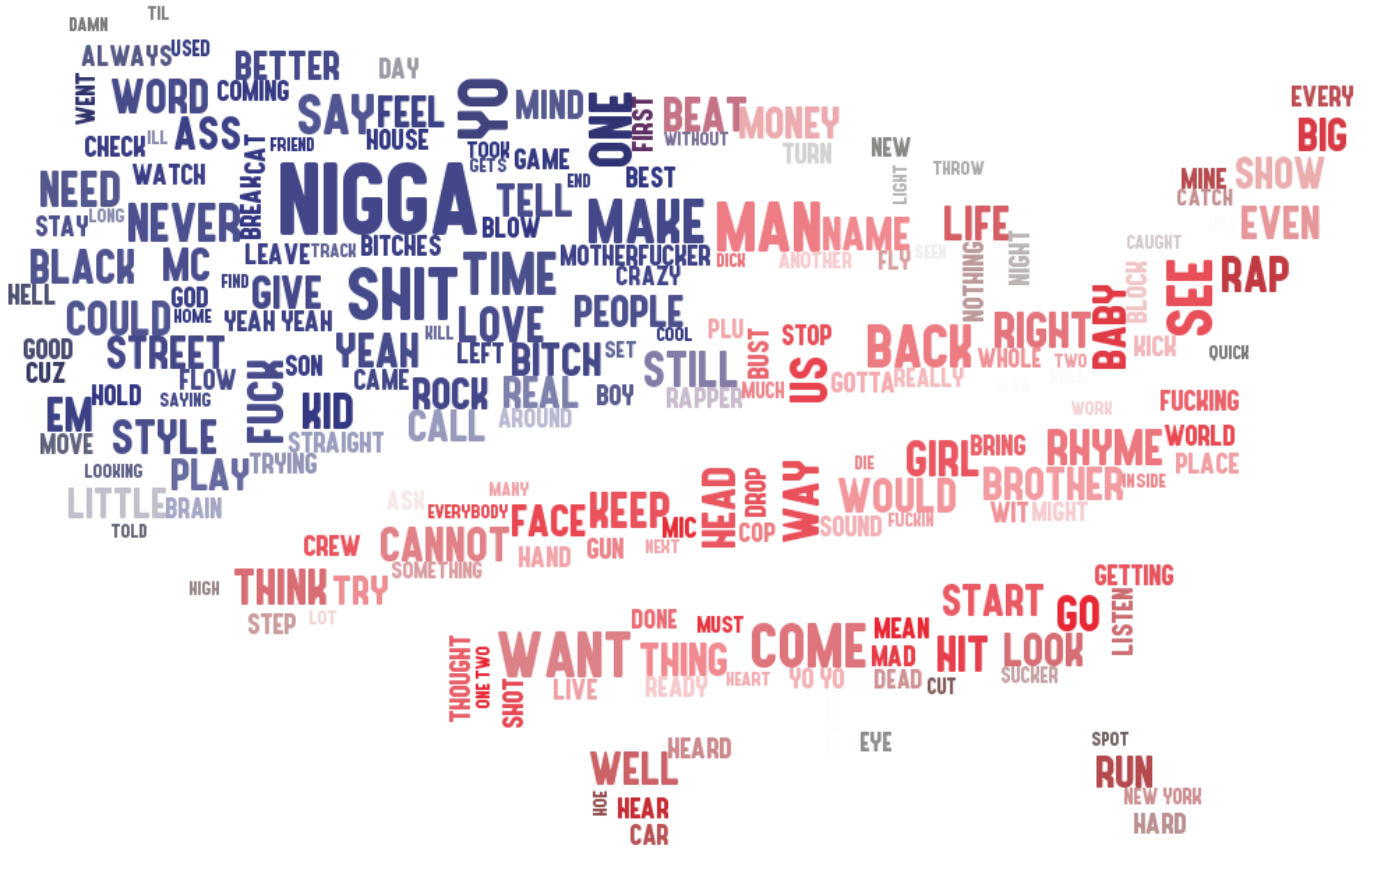 TIL
DAMN
ALWAYS
USED
BETTER
DAY
WENT
WORD
COMING
SAY
FEEL
YO
MIND
ONE
FIRST
BEAT
MONEY
EVERY
BIG
CHECK
ILL
ASS
FRIEND
HOUSE
TOOK
GETS
GAME
WITHOUT
TURN
NEW
LIGHT
THROW
NEED
WATCH
BREAK
CAT
NIGGA
TELL
END
BEST
MINE
CATCH
SHOW
STAY
LONG
NEVER
BLOW
MAKE
MAN
NAME
LIFE
EVEN
LEAVE
TRACK
BITCHES
MOTHERFUCKER
DICK
ANOTHER
FLY
SEEN
NOTHING
NIGHT
CAUGHT
BLACK
MC
FIND
GIVE
SHIT
TIME
CRAZY
BLOCK
SEE
RAP
HELL
GOD
HOME
COULD
YEAH YEAH
KILL
LOVE
PEOPLE
COOL
PLU
BUST
STOP
BACK
RIGHT
BABY
KICK
QUICK
GOOD
CUZ
STREET
SON
YEAH
LEFT
BITCH
SET
STILL
US
WHOLE
TWO
FLOW
FUCK
CAME
ROCK
REAL
BOY
RAPPER
MUCH
GOTTA
REALLY
HOLD
SAYING
KID
CALL
AROUND
WORK
FUCKING
EM
MOVE
STYLE
STRAIGHT
GIRL
BRING
RHYME
WORLD
LOOKING
PLAY
TRYING
DIE
PLACE
LITTLE
BRAIN
ASK
MANY
HEAD
DROP
WAY
WOULD
BROTHER
INSIDE
TOLD
EVERYBODY
FACE
KEEP
MIC
COP
SOUND
FUCKIN
WIT
MIGHT
CREW
CANNOT
HAND
GUN
NEXT
SOMETHING
HIGH
THINK
TRY
GETTING
STEP
LOT
DONE
MUST
START
GO
LISTEN
THOUGHT
ONE TWO
WANT
THING
COME
MEAN
MAD
HIT
LOOK
SHOT
LIVE
READY
HEART
YO YO
DEAD
CUT
SUCKER
HEARD
EYE
SPOT
WELL
RUN
HOE
HEAR
NEW YORK
CAR
HARD